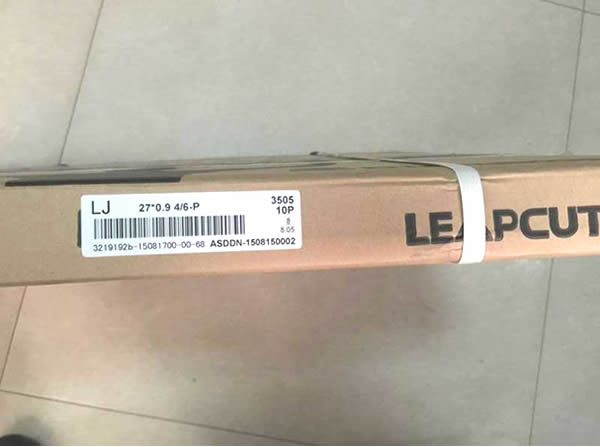 LJ 27*0.9 4/6-P 3505
10P
8
8.05
3219192b-15081700-00-68 ASDDN-1508150002
LEAPCUT